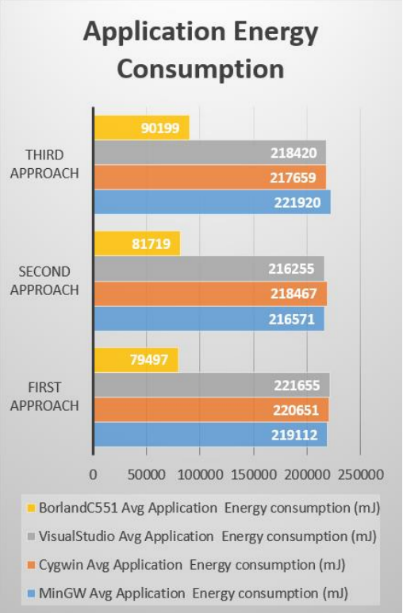 Application Energy
Consumption
90199
THIRD
APPROACH
218420
217659
221920
81719
SECOND
APPROACH
216255
218467
216571
79497
FIRST
APPROACH
221655
220651
219112
0 50000 100000 150000 200000 250000
BorlandC551 Avg Application Energy consumption (mJ)
VisualStudio Avg Application Energy consumption (mJ)
Cygwin Avg Application Energy consumption (mJ)
MinGW Avg Application Energy consumption (mJ)